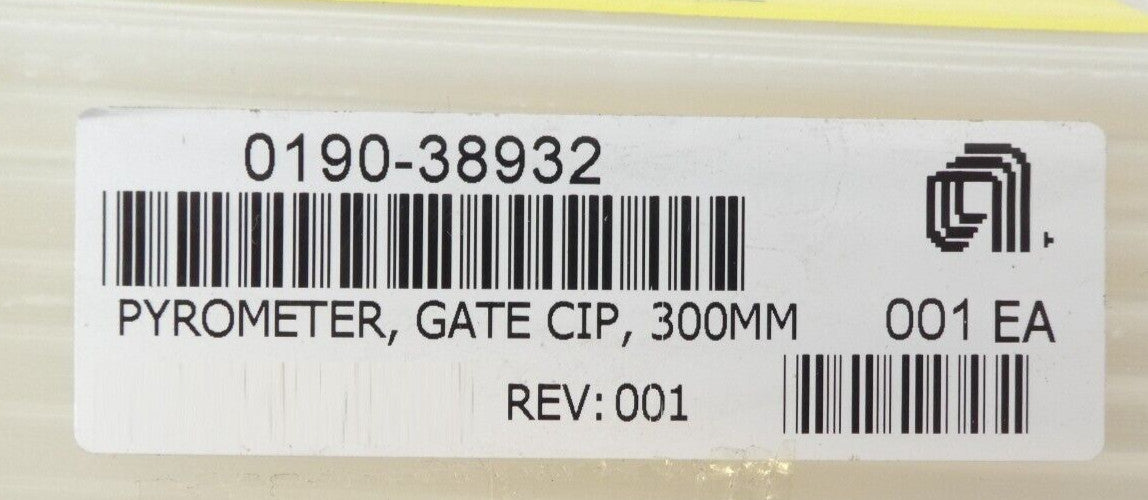 0190-38932
PYROMETER, GATE CIP, 300MM 001 EA
REV: 001